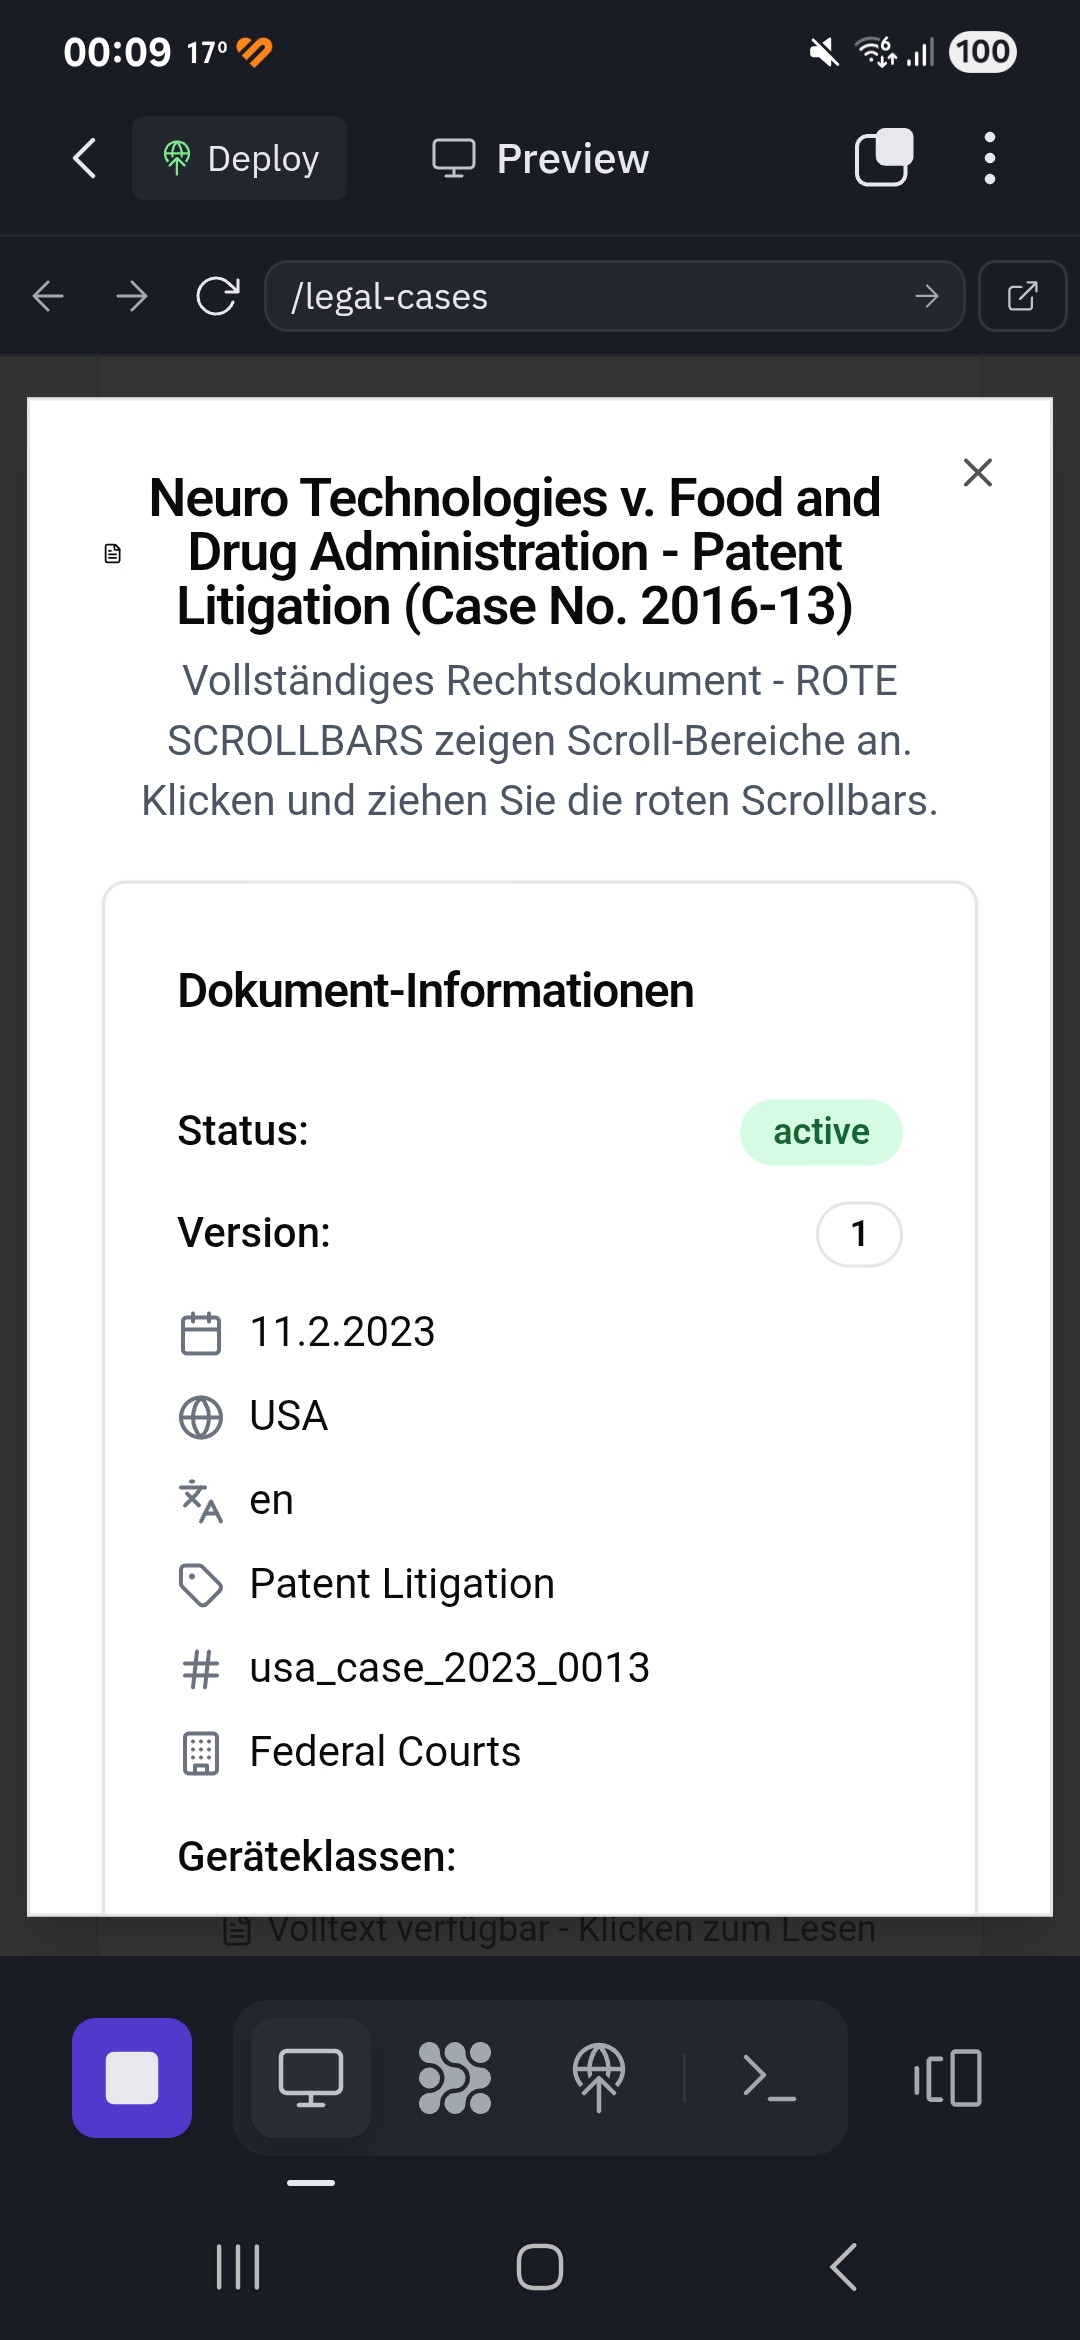 00:09 17° 6 100
Deploy Preview
/legal-cases
Neuro Technologies v. Food and
Drug Administration - Patent
Litigation (Case No. 2016-13)
Vollständiges Rechtsdokument - ROTE
SCROLLBARS zeigen Scroll-Bereiche an.
Klicken und ziehen Sie die roten Scrollbars.
Dokument-Informationen
Status: active
Version: 1
11.2.2023
USA
en
Patent Litigation
usa_case_2023_0013
Federal Courts
Geräteklassen:
Volltext verfügbar - Klicken zum Lesen